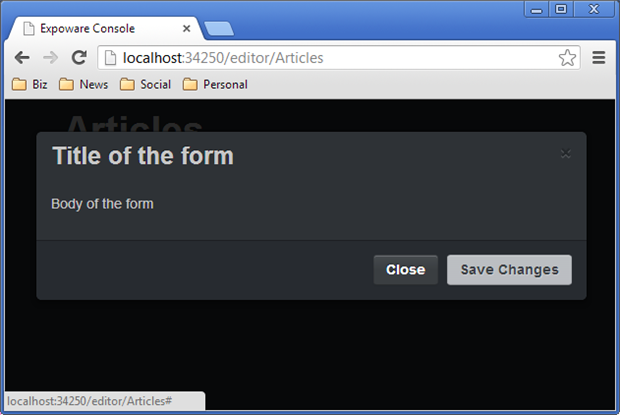 Expoware Console
localhost:34250/editor/Articles
Biz News Social Personal
Articles
Title of the form
Body of the form
Close Save Changes
localhost:34250/editor/Articles#